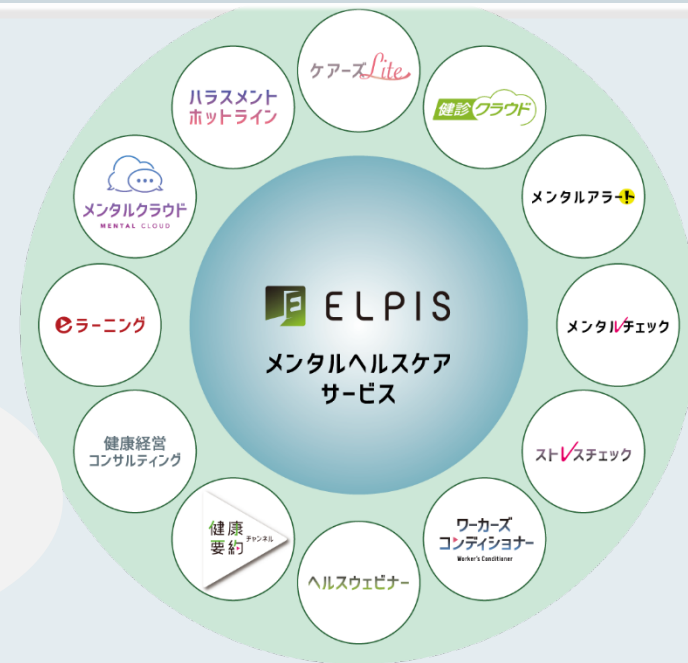 ケアーズLite
健診クラウド
メンタルアラート!
メンタルチェック
ストレスチェック
ワーカーズ
コンディショナー
Worker's Conditioner
ヘルスウェビナー
健康
要約チャンネル
健康経営
コンサルティング
eラーニング
メンタルクラウド
MENTAL CLOUD
ハラスメント
ホットライン
ELPIS
メンタルヘルスケア
サービス